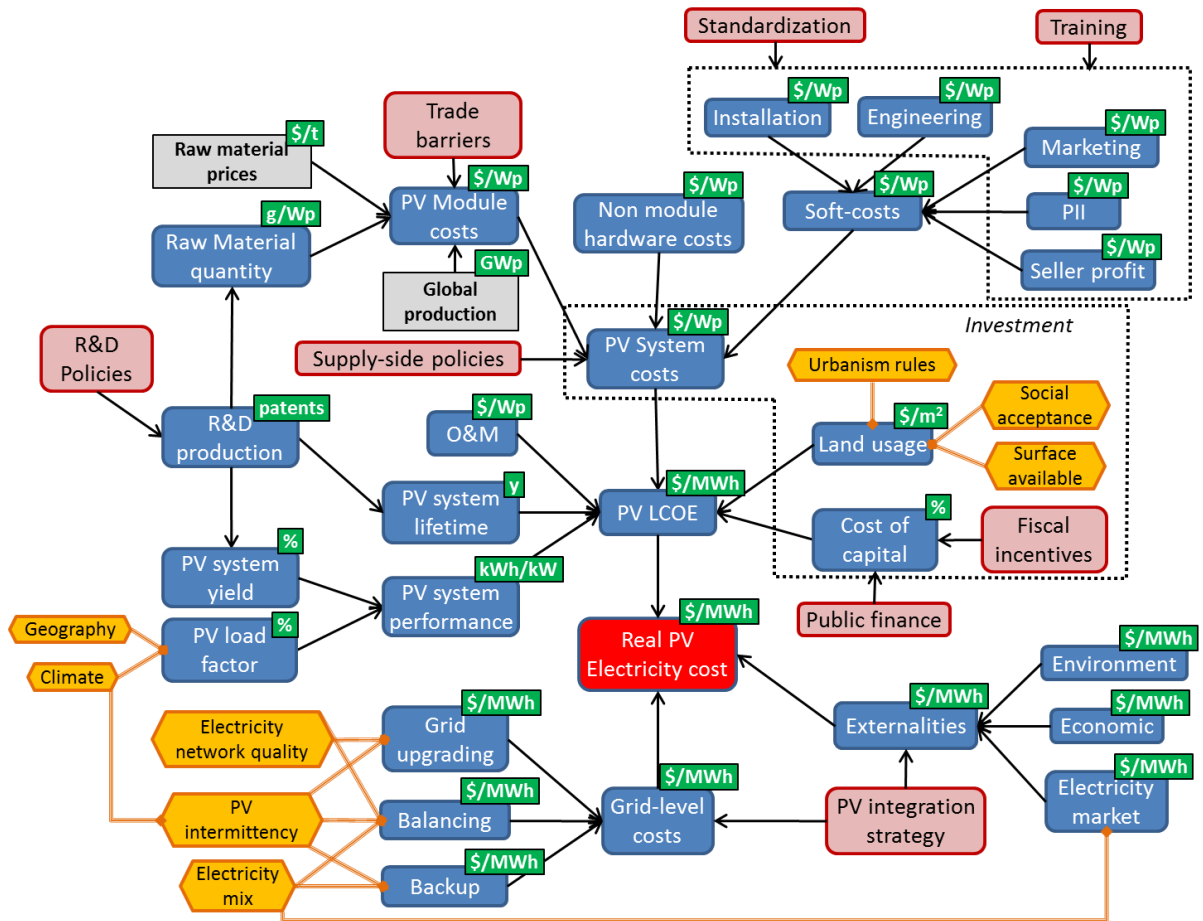 Standardization
Training
$/Wp
Installation
$/Wp
Engineering
$/Wp
Marketing
$/t
Raw material
prices
Trade
barriers
$/Wp
PV Module
costs
$/Wp
Non module
hardware costs
$/Wp
Soft-costs
$/Wp
PII
g/Wp
Raw Material
quantity
$/Wp
Seller profit
GWp
Global
production
Investment
R&D
Policies
Supply-side policies
$/Wp
PV System
costs
Urbanism rules
patents
R&D
production
$/Wp
O&M
$/m²
Land usage
Social
acceptance
Surface
available
y
PV system
lifetime
$/MWh
PV LCOE
%
Cost of
capital
Fiscal
incentives
%
PV system
yield
kWh/kW
PV system
performance
Public finance
Geography
Climate
%
PV load
factor
$/MWh
Real PV
Electricity cost
$/MWh
Environment
$/MWh
Externalities
$/MWh
Economic
Electricity
network quality
$/MWh
Grid
upgrading
$/MWh
Electricity
market
PV
intermittency
$/MWh
Balancing
$/MWh
Grid-level
costs
PV integration
strategy
Electricity
mix
$/MWh
Backup